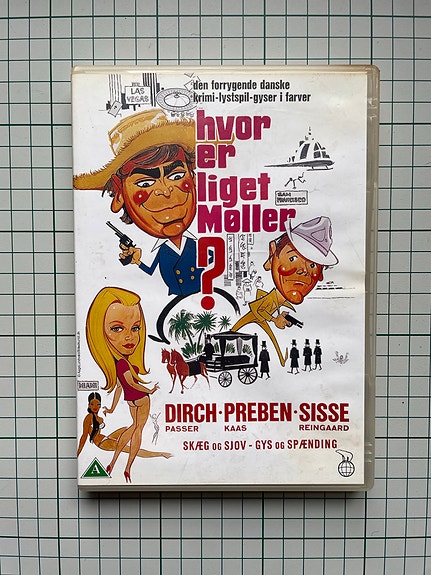 LAS
VEGAS
den forrygende danske
krimi-lystspil-gyser i farver
hvor
er
liget
Møller
?
SAN
FRANCISCO
MIAMI
DIRCH · PREBEN · SISSE
PASSER KAAS REINGAARD
SKÆG OG SJOV - GYS OG SPÆNDING
A